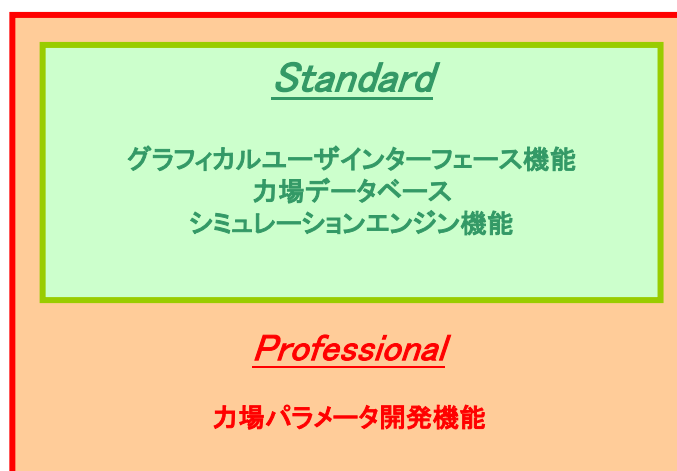 Standard
グラフィカルユーザインターフェース機能
力場データベース
シミュレーションエンジン機能
Professional
力場パラメータ開発機能